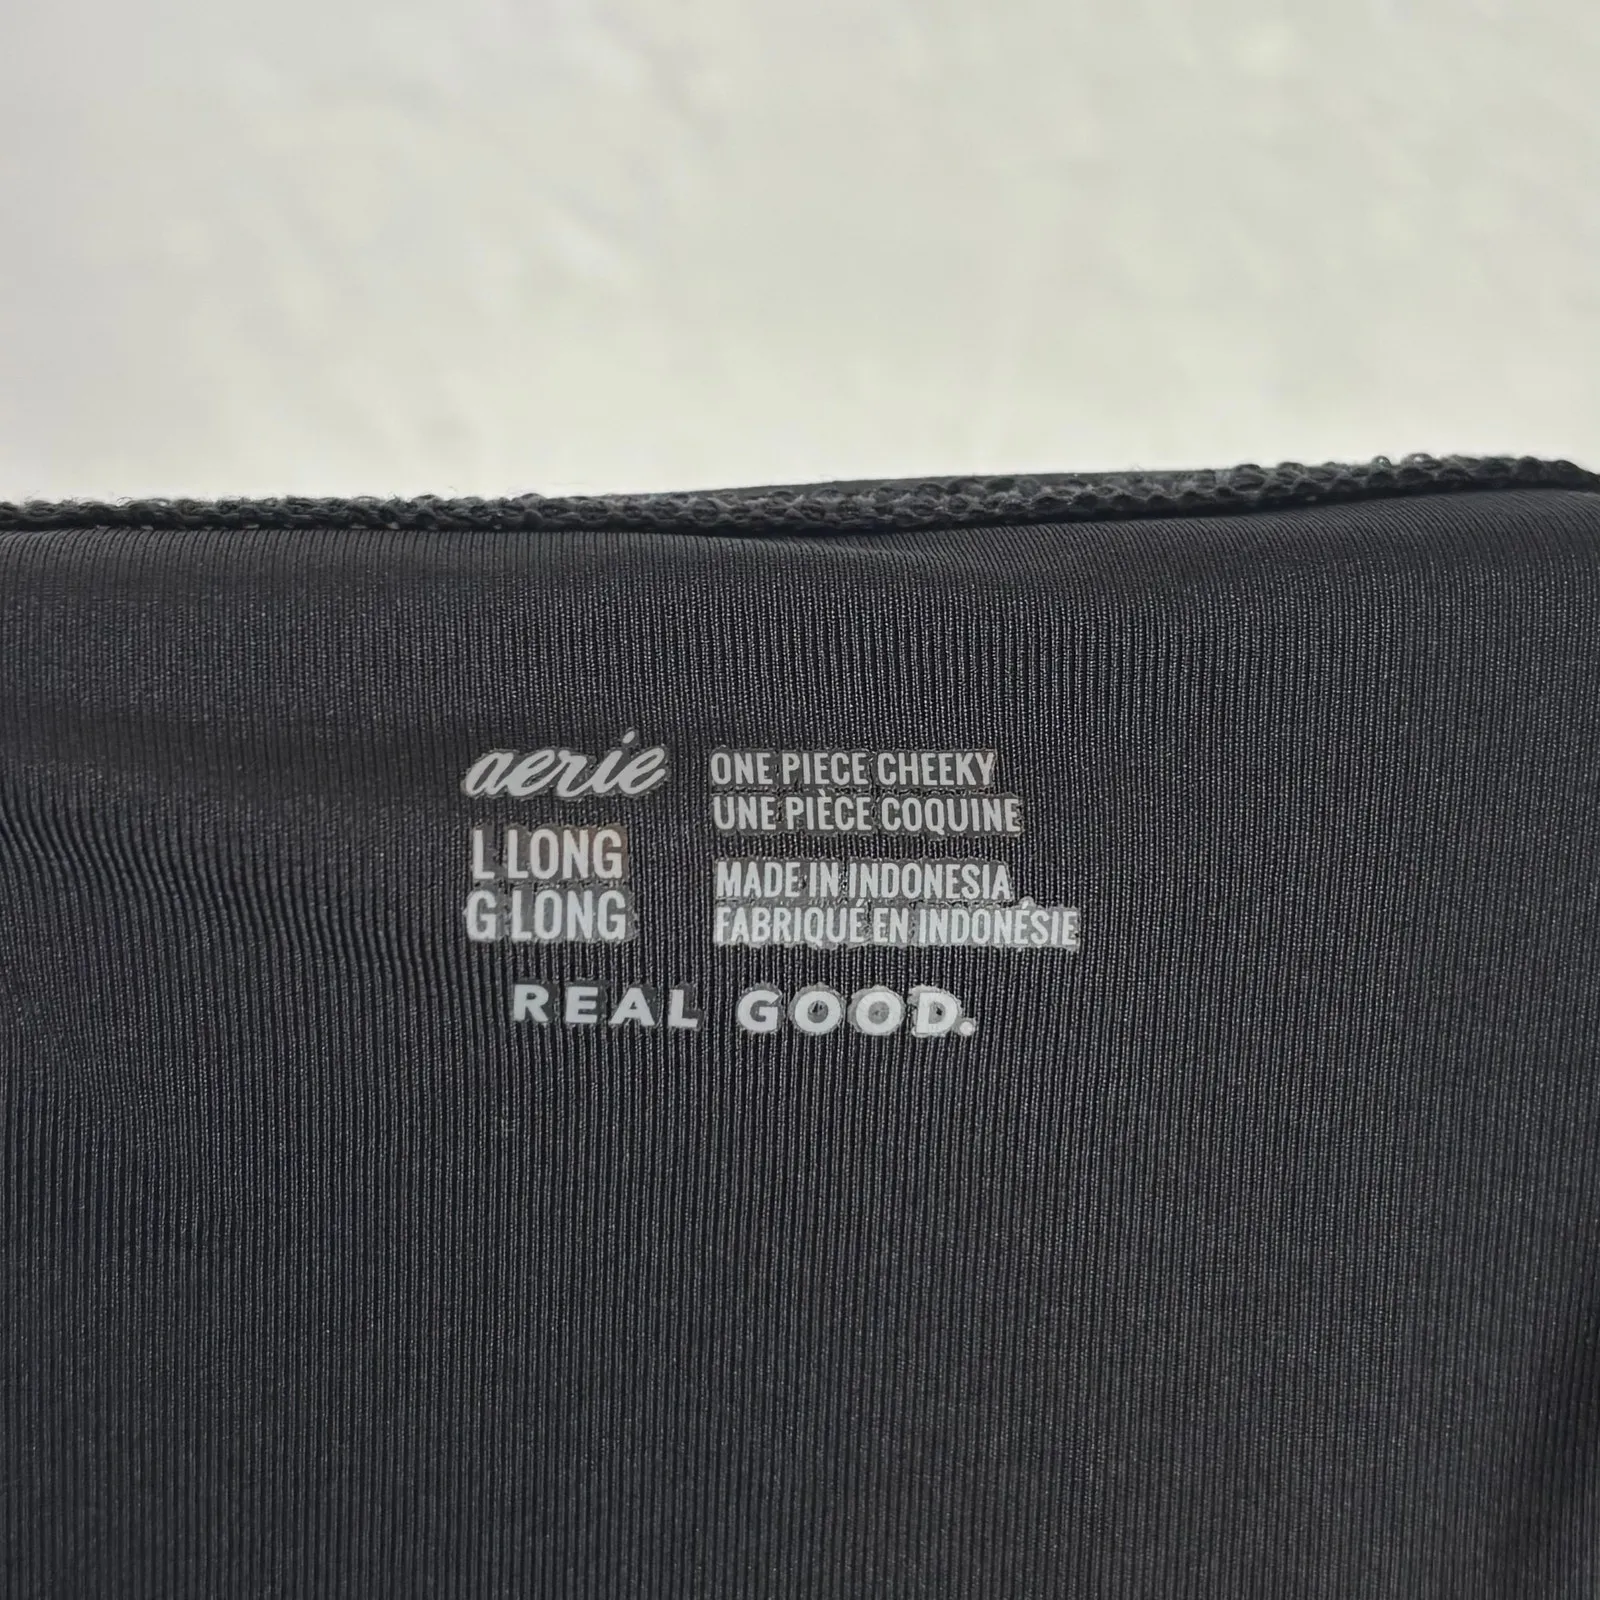 aerie
L LONG
G LONG
ONE PIECE CHEEKY
UNE PIÈCE COQUINE
MADE IN INDONESIA
FABRIQUÉ EN INDONÉSIE
REAL GOOD.